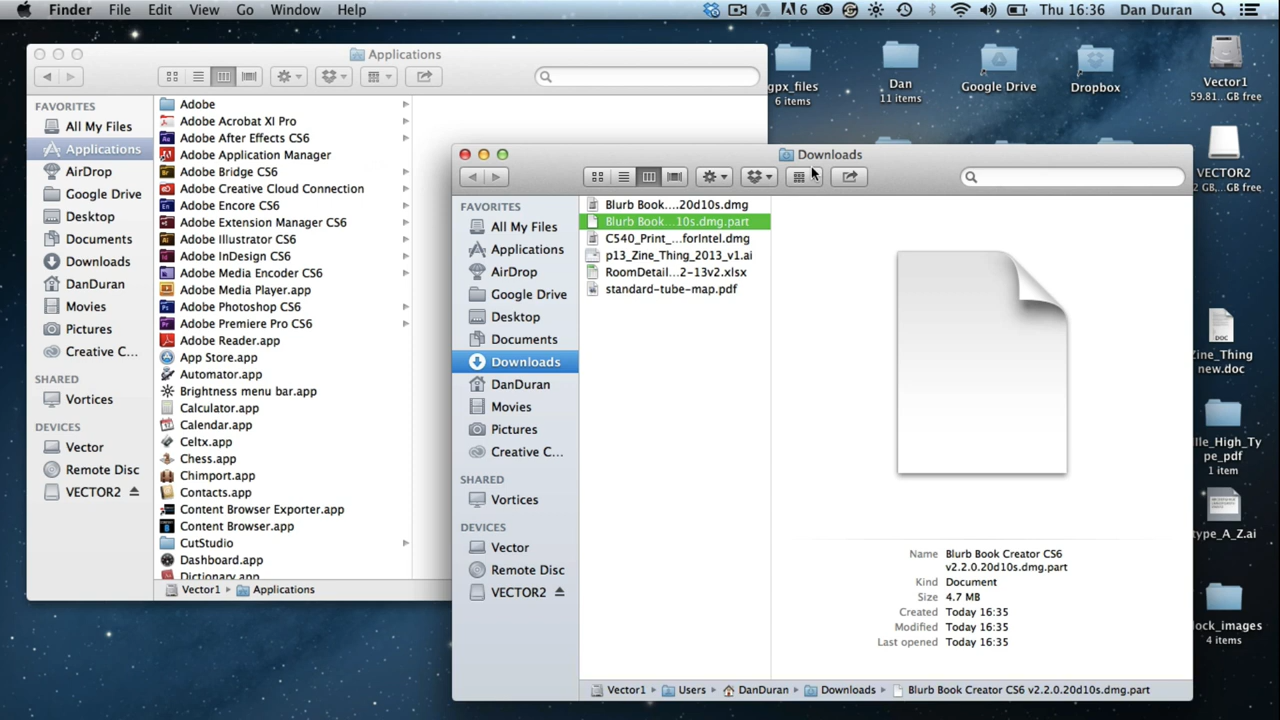 Finder File Edit View Go Window Help
6 Thu 16:36 Dan Duran
Applications
FAVORITES
All My Files
Applications
AirDrop
Google Drive
Desktop
Documents
Downloads
DanDuran
Movies
Pictures
Creative C...
SHARED
Vortices
DEVICES
Vector
Remote Disc
VECTOR2
Adobe
Adobe Acrobat XI Pro
Adobe After Effects CS6
Adobe Application Manager
Adobe Bridge CS6
Adobe Creative Cloud Connection
Adobe Encore CS6
Adobe Extension Manager CS6
Adobe Illustrator CS6
Adobe InDesign CS6
Adobe Media Encoder CS6
Adobe Media Player.app
Adobe Photoshop CS6
Adobe Premiere Pro CS6
Adobe Reader.app
App Store.app
Automator.app
Brightness menu bar.app
Calculator.app
Calendar.app
Celtx.app
Chess.app
Chimport.app
Contacts.app
Content Browser Exporter.app
Content Browser.app
CutStudio
Dashboard.app
Dictionary.app
Vector1 Applications
Downloads
FAVORITES
All My Files
Applications
AirDrop
Google Drive
Desktop
Documents
Downloads
DanDuran
Movies
Pictures
Creative C...
SHARED
Vortices
DEVICES
Vector
Remote Disc
VECTOR2
Blurb Book....20d10s.dmg
Blurb Book... 10s.dmg.part
C540_Print_...forIntel.dmg
p13_Zine_Thing_2013_v1.ai
RoomDetail...2-13v2.xlsx
standard-tube-map.pdf
Name Blurb Book Creator CS6
v2.2.0.20d10s.dmg.part
Kind Document
Size 4.7 MB
Created Today 16:35
Modified Today 16:35
Last opened Today 16:35
Vector1 Users DanDuran Downloads Blurb Book Creator CS6 v2.2.0.20d10s.dmg.part
gpx_files
6 items
Dan
11 items
Google Drive
Dropbox
Vector1
59.81...GB free
VECTOR2
2 GB,...GB free
Zine_Thing
new.doc
lle_High_Ty
pe_pdf
1 item
type_A_Z.ai
lock_images
4 items